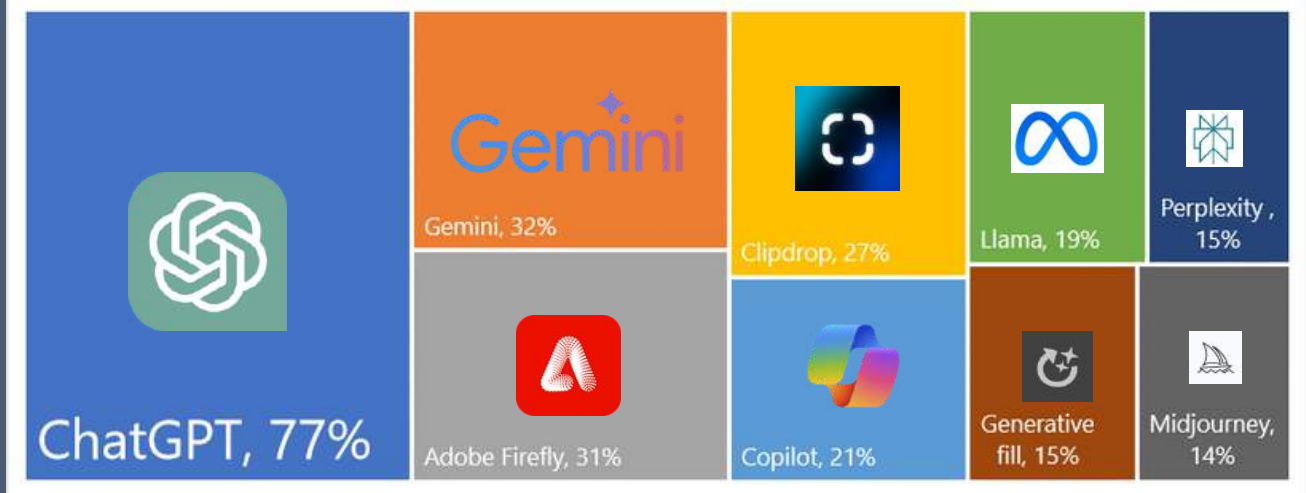 ChatGPT, 77%
Gemini
Gemini, 32%
Adobe Firefly, 31%
Clipdrop, 27%
Copilot, 21%
Llama, 19%
Perplexity ,
15%
Generative
fill, 15%
Midjourney,
14%